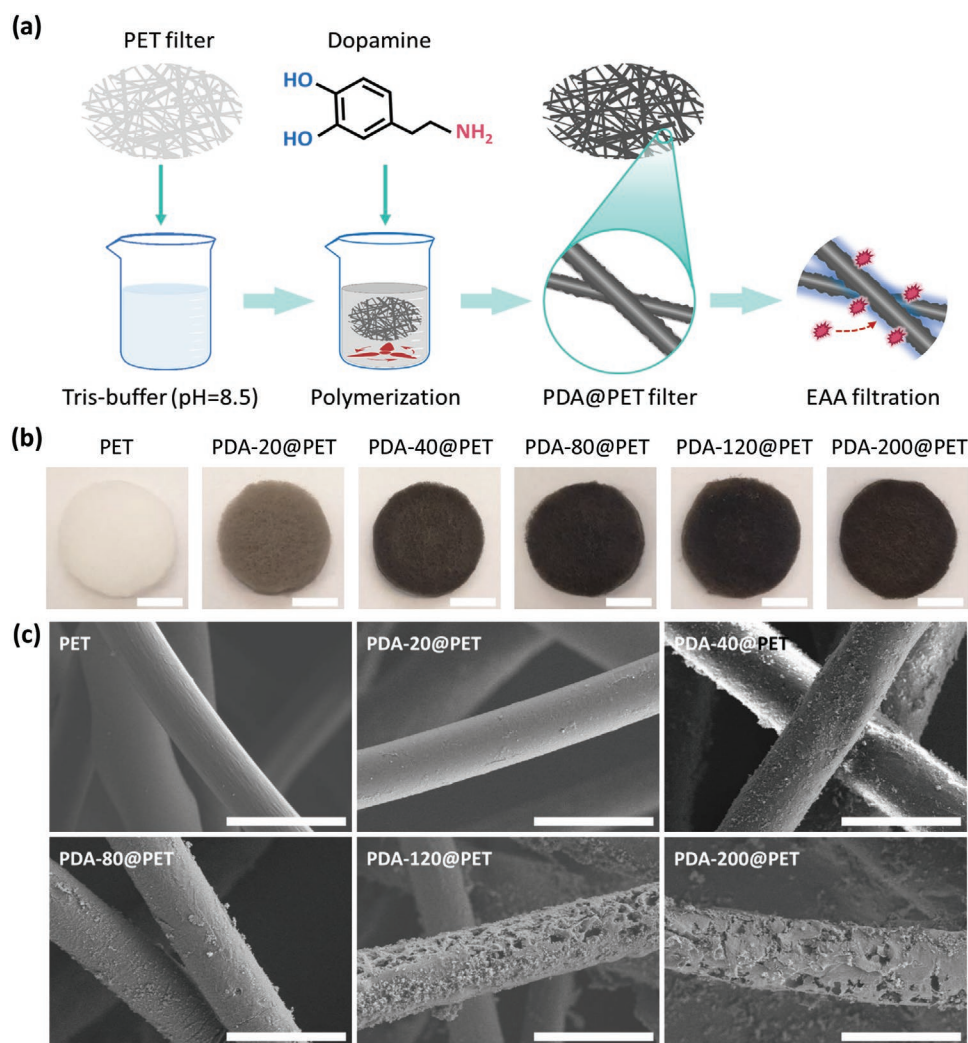 (a)
PET filter
Dopamine
HO
HO
NH2
Tris-buffer (pH=8.5)
Polymerization
PDA@PET filter
EAA filtration
(b)
PET
PDA-20@PET
PDA-40@PET
PDA-80@PET
PDA-120@PET
PDA-200@PET
(c)
PET
PDA-20@PET
PDA-40@PET
PDA-80@PET
PDA-120@PET
PDA-200@PET